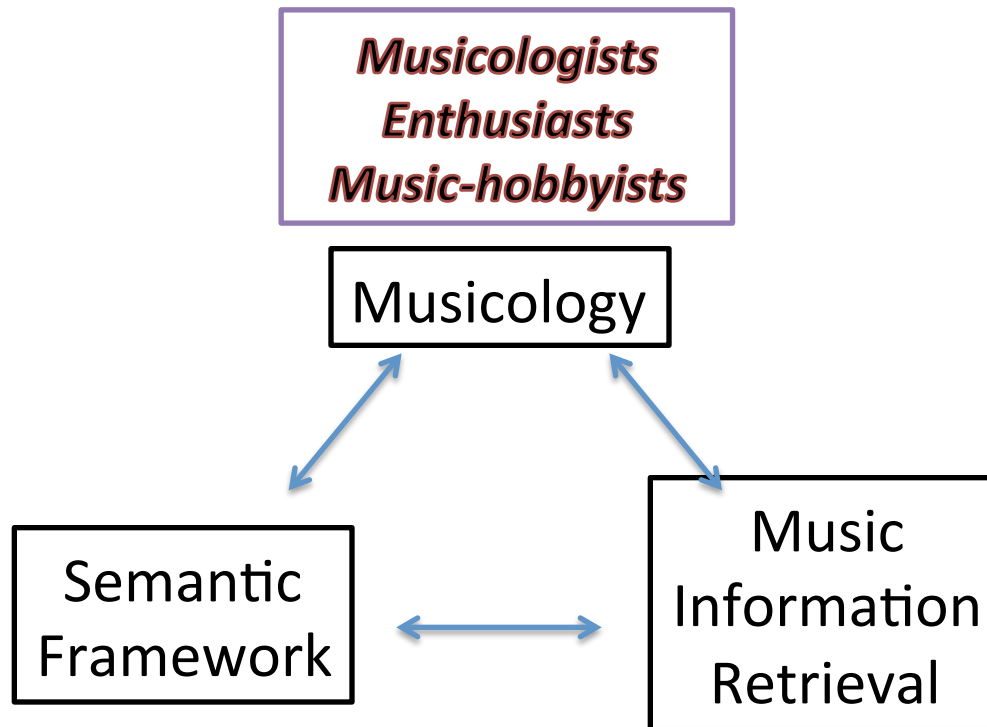 Musicologists
Enthusiasts
Music-hobbyists
Musicology
Semantic
Framework
Music
Information
Retrieval